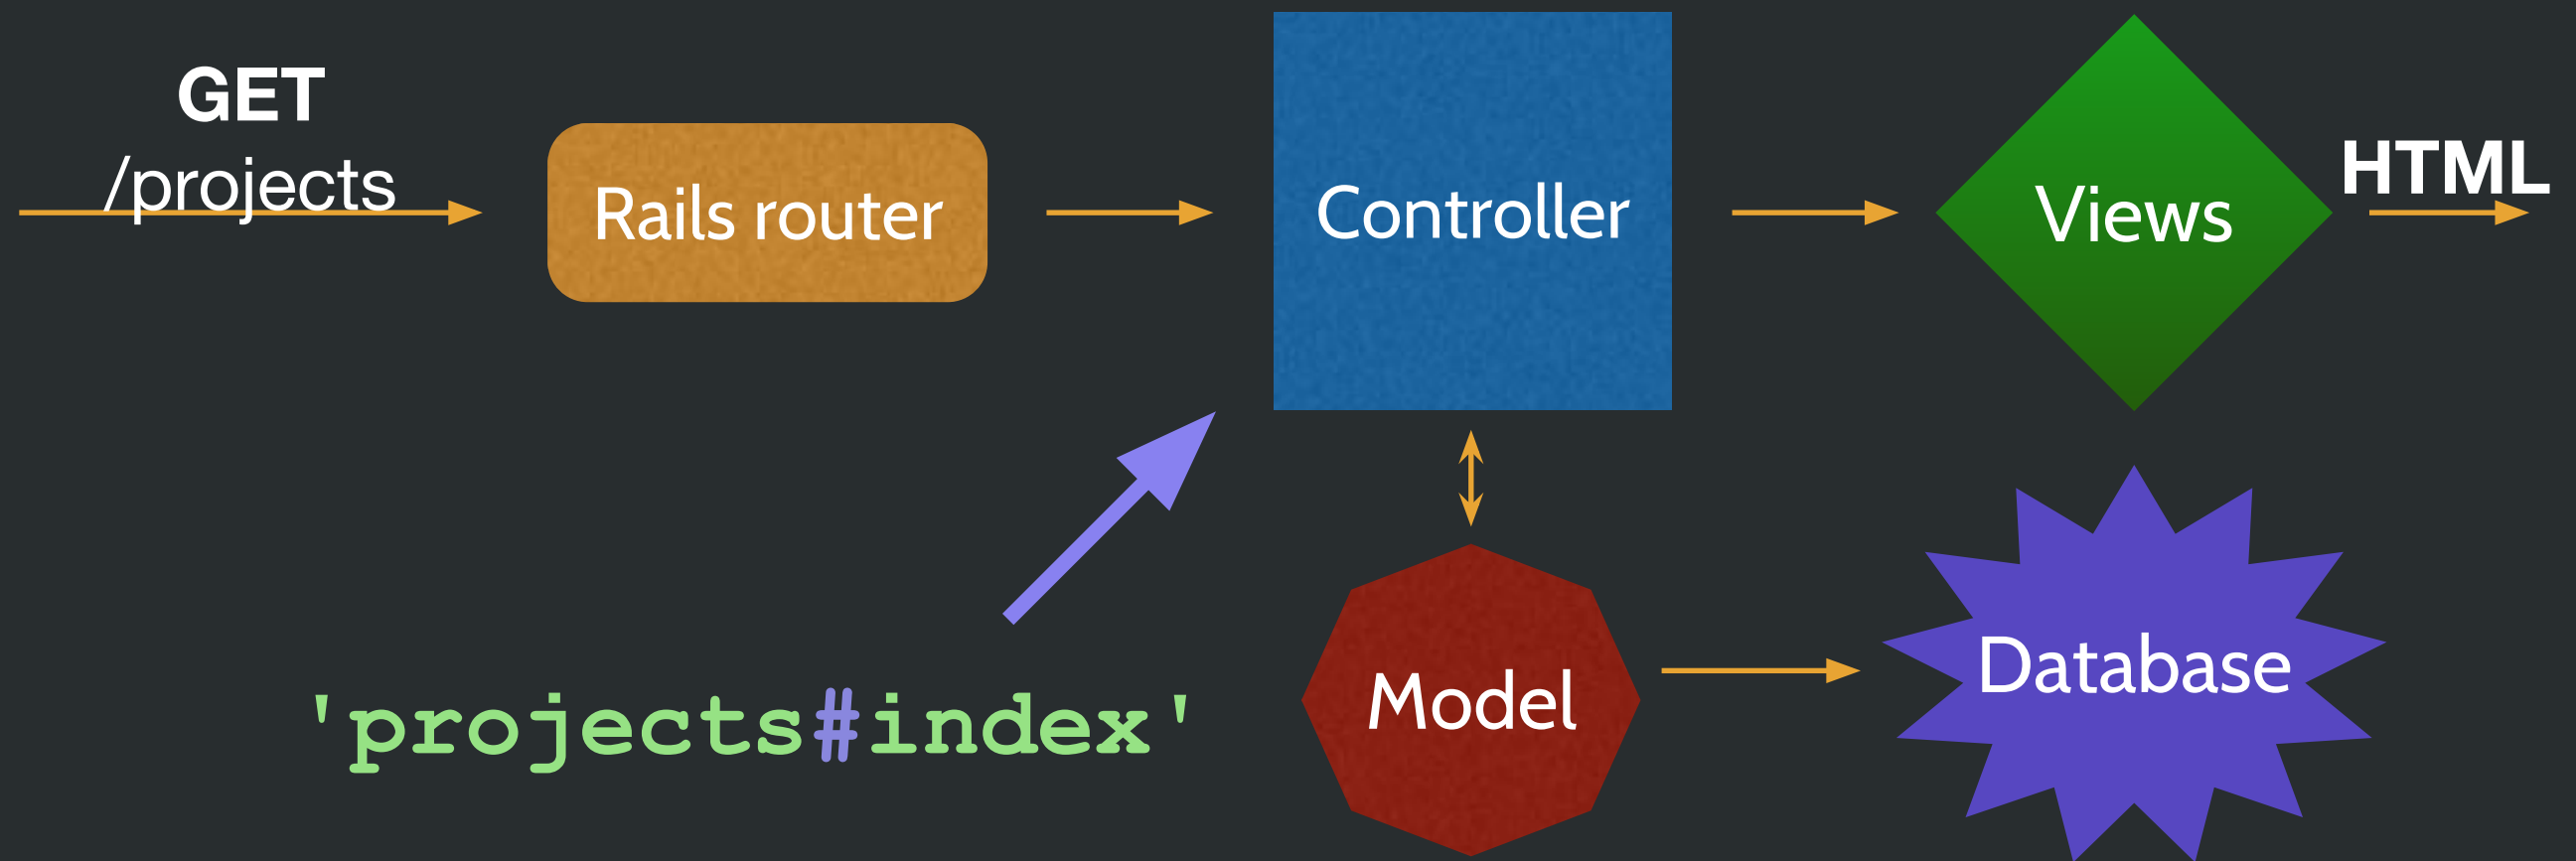 GET
/projects
Rails router
Controller
Views
HTML
'projects#index'
Model
Database